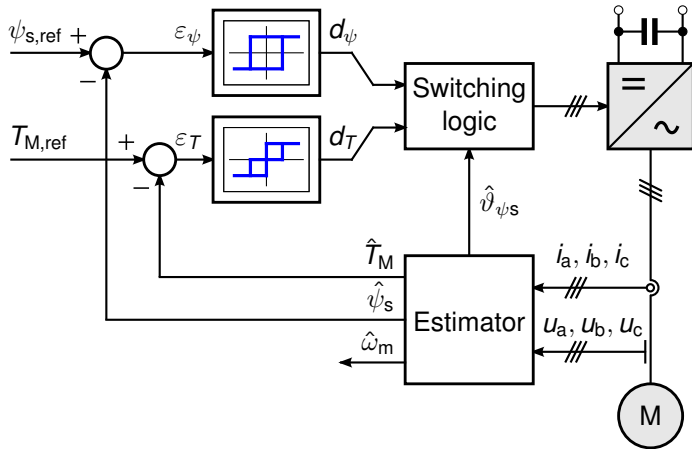 ψs,ref + εψ dψ
−
Switching
logic
TM,ref + εT dT
−
ϑ̂ψs
T̂M
ψ̂s
ω̂m
Estimator
ia, ib, ic
ua, ub, uc
M